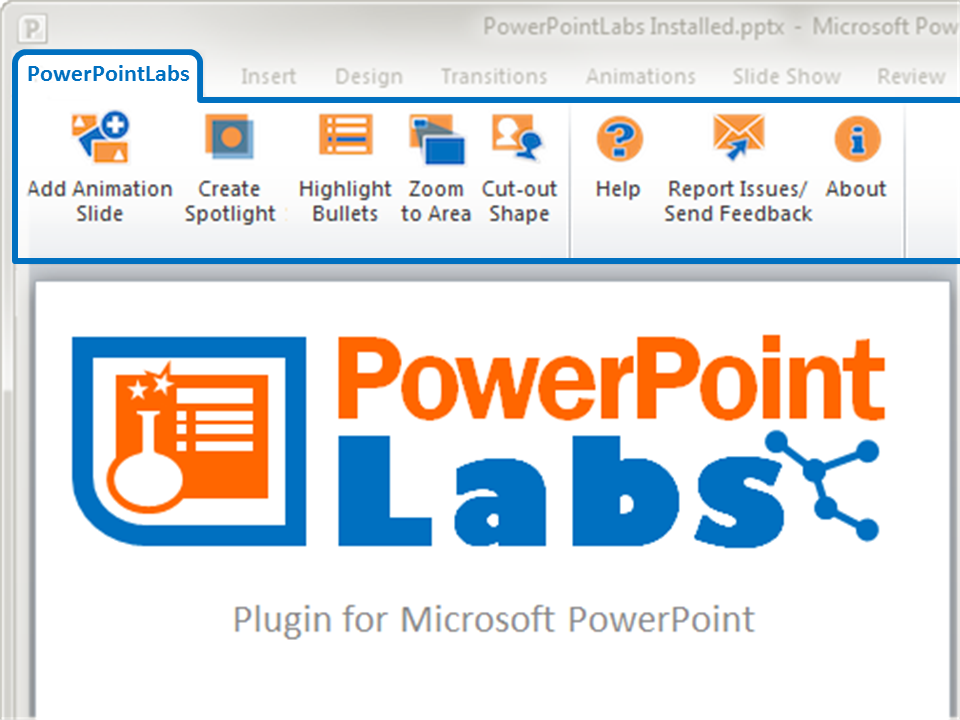 PowerPointLabs Installed.pptx - Microsoft Pow
PowerPointLabs Insert Design Transitions Animations Slide Show Review
Add Animation Slide
Create Spotlight
Highlight Bullets
Zoom to Area
Cut-out Shape
Help
Report Issues/ Send Feedback
About
PowerPoint
Labs
Plugin for Microsoft PowerPoint